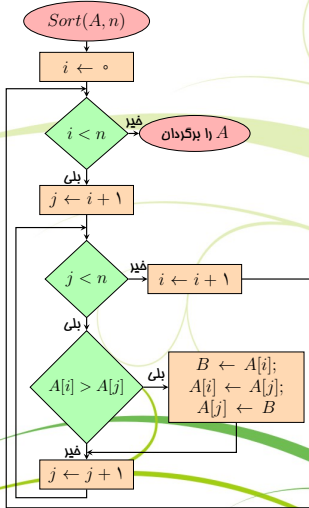 Sort(A, n)
i ← ۰
i < n
خیر
A را برگردان
بلی
j ← i + ۱
j < n
خیر
i ← i + ۱
بلی
A[i] > A[j]
بلی
B ← A[i];
A[i] ← A[j];
A[j] ← B
خیر
j ← j + ۱